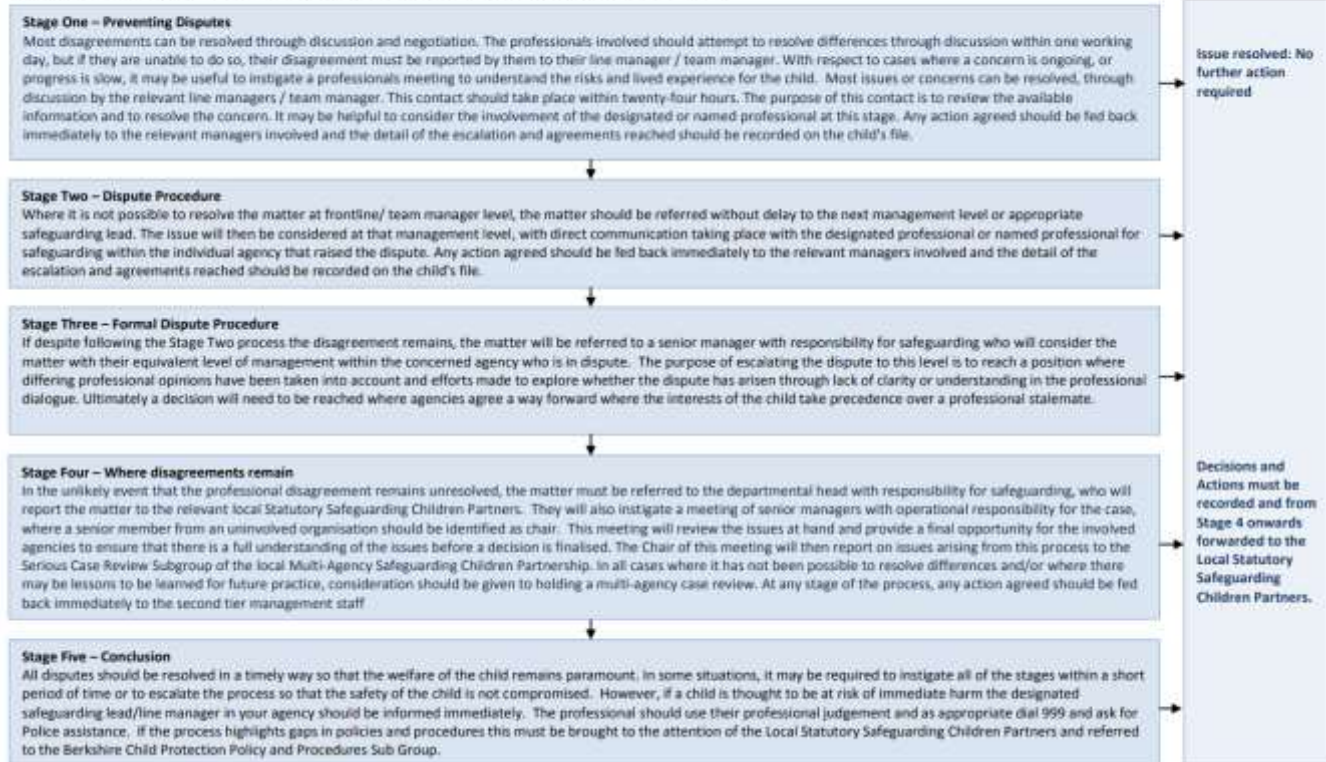 Stage One – Preventing Disputes
Most disagreements can be resolved through discussion and negotiation. The professionals involved should attempt to resolve differences through discussion within one working
day, but if they are unable to do so, their disagreement must be reported by them to their line manager / team manager. With respect to cases where a concern is ongoing, or
progress is slow, it may be useful to instigate a professionals meeting to understand the risks and lived experience for the child. Most issues or concerns can be resolved, through
discussion by the relevant line managers / team manager. This contact should take place within twenty-four hours. The purpose of this contact is to review the available
information and to resolve the concern. It may be helpful to consider the involvement of the designated or named professional at this stage. Any action agreed should be fed back
immediately to the relevant managers involved and the detail of the escalation and agreements reached should be recorded on the child's file.
Issue resolved: No
further action
required
Stage Two – Dispute Procedure
Where it is not possible to resolve the matter at frontline/ team manager level, the matter should be referred without delay to the next management level or appropriate
safeguarding lead. The issue will then be considered at that management level, with direct communication taking place with the designated professional or named professional for
safeguarding within the individual agency that raised the dispute. Any action agreed should be fed back immediately to the relevant managers involved and the detail of the
escalation and agreements reached should be recorded on the child's file.
Stage Three – Formal Dispute Procedure
If despite following the Stage Two process the disagreement remains, the matter will be referred to a senior manager with responsibility for safeguarding who will consider the
matter with their equivalent level of management within the concerned agency who is in dispute. The purpose of escalating the dispute to this level is to reach a position where
differing professional opinions have been taken into account and efforts made to explore whether the dispute has arisen through lack of clarity or understanding in the professional
dialogue. Ultimately a decision will need to be reached where agencies agree a way forward where the interests of the child take precedence over a professional stalemate.
Stage Four – Where disagreements remain
In the unlikely event that the professional disagreement remains unresolved, the matter must be referred to the departmental head with responsibility for safeguarding, who will
report the matter to the relevant local Statutory Safeguarding Children Partners. They will also instigate a meeting of senior managers with operational responsibility for the case,
where a senior member from an uninvolved organisation should be identified as chair. This meeting will review the issues at hand and provide a final opportunity for the involved
agencies to ensure that there is a full understanding of the issues before a decision is finalised. The Chair of this meeting will then report on issues arising from this process to the
Serious Case Review Subgroup of the local Multi-Agency Safeguarding Children Partnership. In all cases where it has not been possible to resolve differences and/or where there
may be lessons to be learned for future practice, consideration should be given to holding a multi-agency case review. At any stage of the process, any action agreed should be fed
back immediately to the second tier management staff
Decisions and
Actions must be
recorded and from
Stage 4 onwards
forwarded to the
Local Statutory
Safeguarding
Children Partners.
Stage Five – Conclusion
All disputes should be resolved in a timely way so that the welfare of the child remains paramount. In some situations, it may be required to instigate all of the stages within a short
period of time or to escalate the process so that the safety of the child is not compromised. However, if a child is thought to be at risk of immediate harm the designated
safeguarding lead/line manager in your agency should be informed immediately. The professional should use their professional judgement and as appropriate dial 999 and ask for
Police assistance. If the process highlights gaps in policies and procedures this must be brought to the attention of the Local Statutory Safeguarding Children Partners and referred
to the Berkshire Child Protection Policy and Procedures Sub Group.